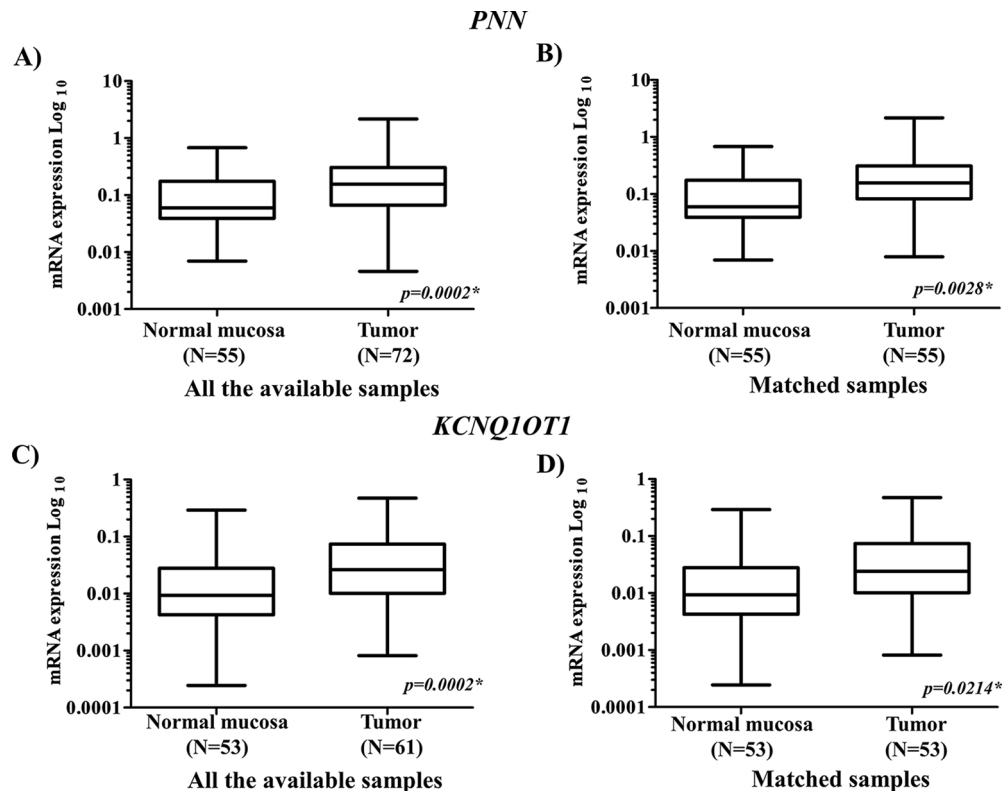 PNN
A)
mRNA expression Log 10
10
1
0.1
0.01
0.001
p=0.0002*
Normal mucosa
(N=55)
Tumor
(N=72)
All the available samples
B)
mRNA expression Log 10
10
1
0.1
0.01
0.001
p=0.0028*
Normal mucosa
(N=55)
Tumor
(N=55)
Matched samples
KCNQ1OT1
C)
mRNA expression Log 10
1
0.1
0.01
0.001
0.0001
p=0.0002*
Normal mucosa
(N=53)
Tumor
(N=61)
All the available samples
D)
mRNA expression Log 10
1
0.1
0.01
0.001
0.0001
p=0.0214*
Normal mucosa
(N=53)
Tumor
(N=53)
Matched samples